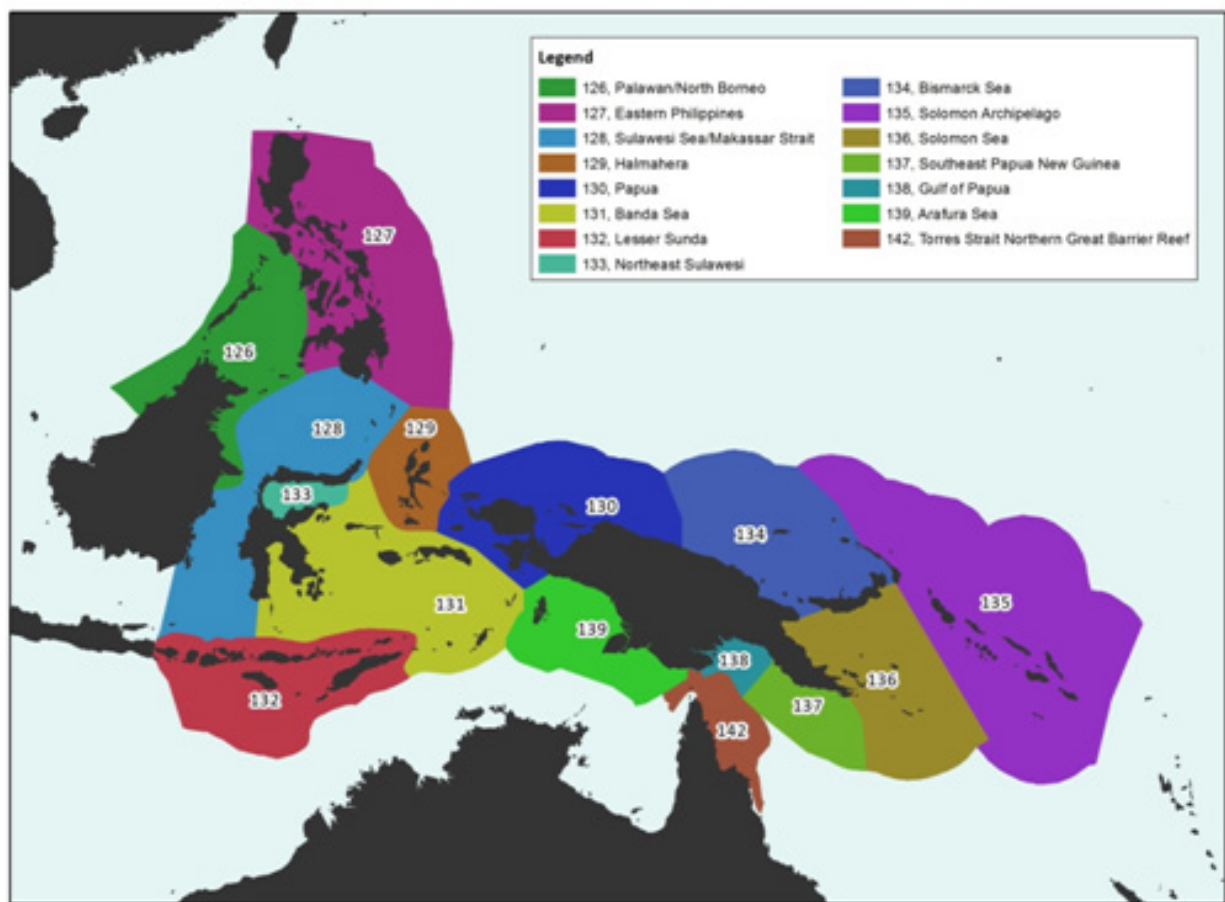 Legend
126, Palawan/North Borneo
127, Eastern Philippines
128, Sulawesi Sea/Makassar Strait
129, Halmahera
130, Papua
131, Banda Sea
132, Lesser Sunda
133, Northeast Sulawesi
134, Bismarck Sea
135, Solomon Archipelago
136, Solomon Sea
137, Southeast Papua New Guinea
138, Gulf of Papua
139, Arafura Sea
142, Torres Strait Northern Great Barrier Reef
127
126
128
129
133
130
134
131
139
135
138
136
132
137
142